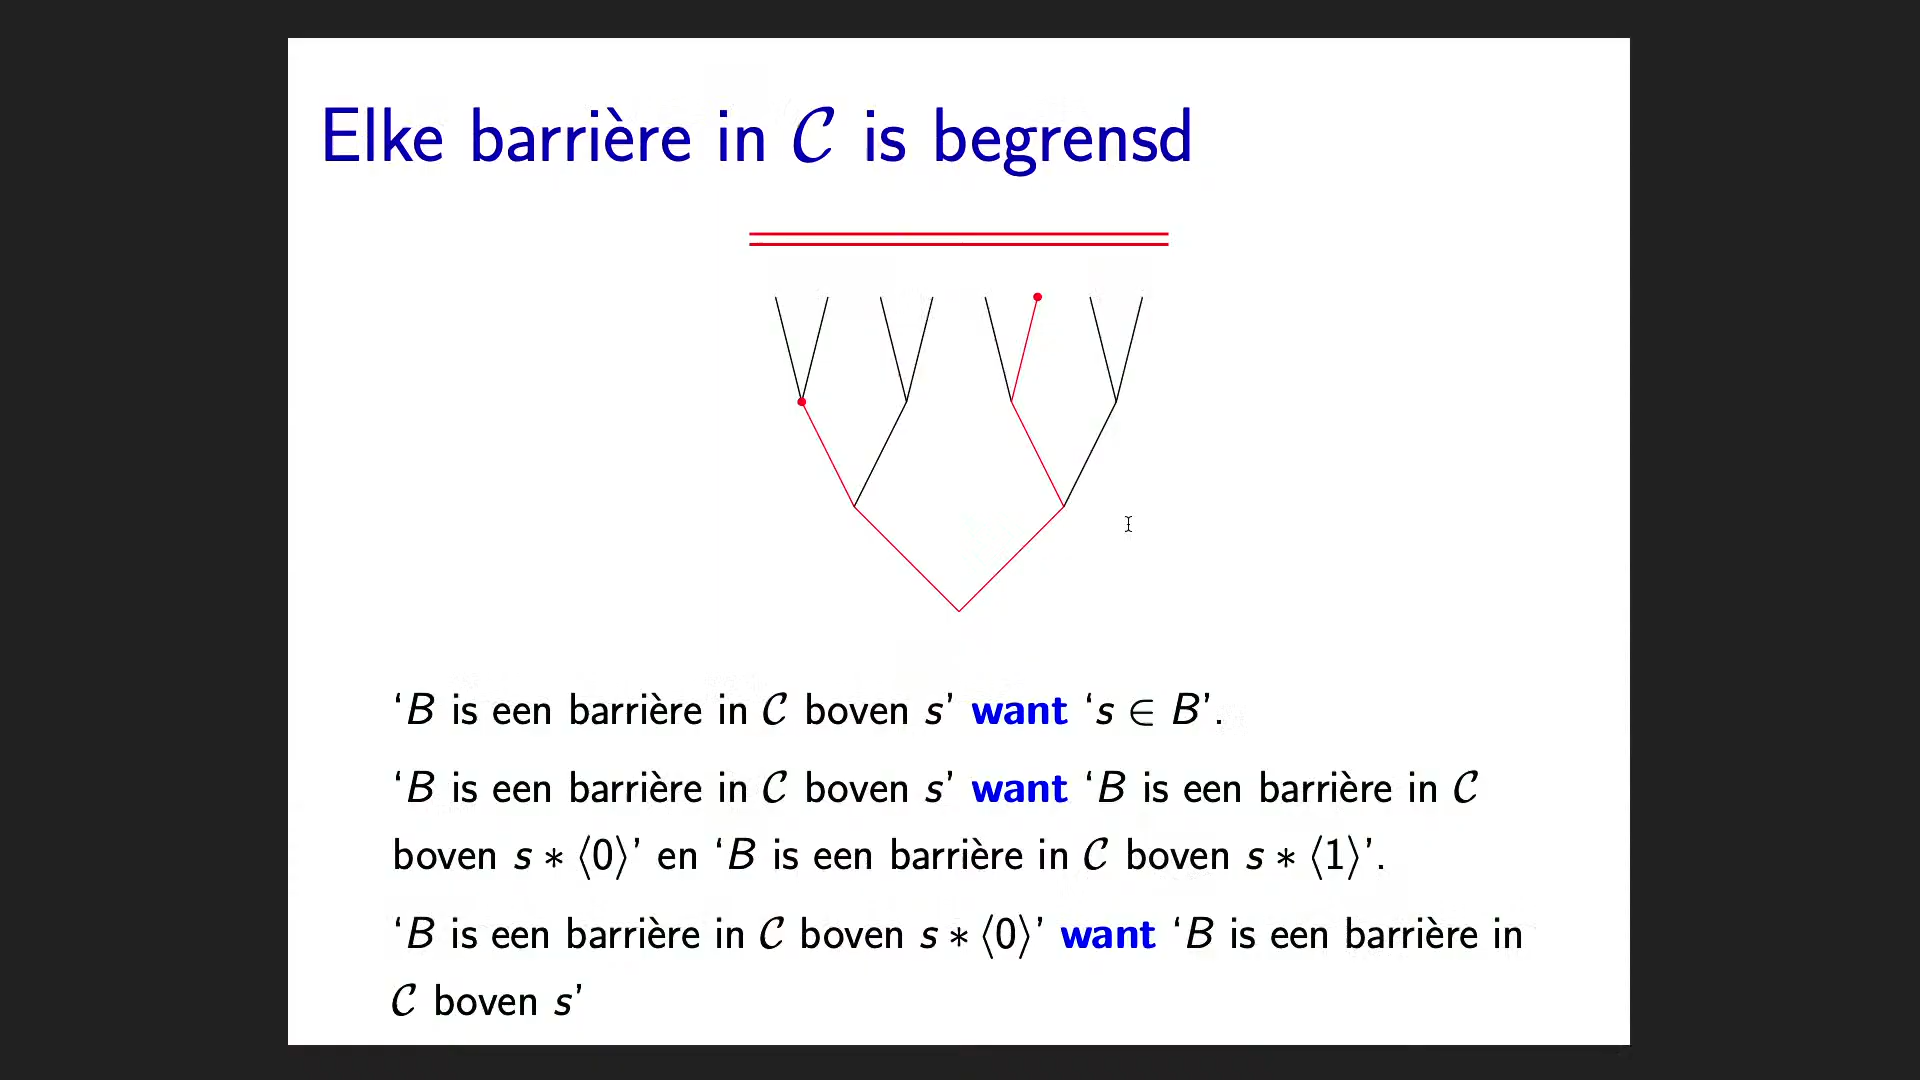 Elke barrière in 𝒞 is begrensd
‘B is een barrière in 𝒞 boven s’ want ‘s ∈ B’.
‘B is een barrière in 𝒞 boven s’ want ‘B is een barrière in 𝒞
boven s ∗ ⟨0⟩’ en ‘B is een barrière in 𝒞 boven s ∗ ⟨1⟩’.
‘B is een barrière in 𝒞 boven s ∗ ⟨0⟩’ want ‘B is een barrière in
𝒞 boven s’